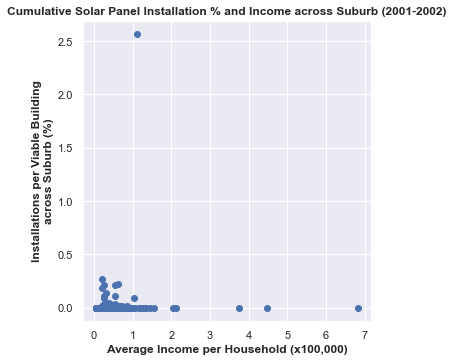 Cumulative Solar Panel Installation % and Income across Suburb (2001-2002)
Installations per Viable Building
across Suburb (%)
2.5
2.0
1.5
1.0
0.5
0.0
0 1 2 3 4 5 6 7
Average Income per Household (x100,000)